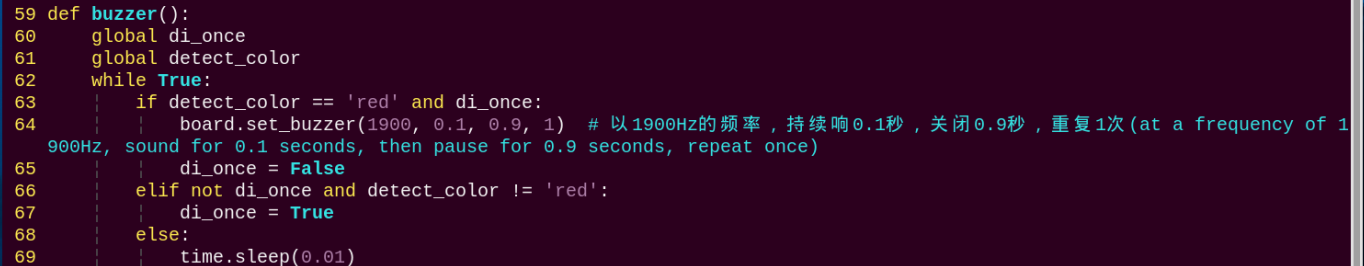 59 def buzzer():
60     global di_once
61     global detect_color
62     while True:
63         if detect_color == 'red' and di_once:
64             board.set_buzzer(1900, 0.1, 0.9, 1)  # 以1900Hz的频率，持续响0.1秒，关闭0.9秒，重复1次(at a frequency of 1
900Hz, sound for 0.1 seconds, then pause for 0.9 seconds, repeat once)
65             di_once = False
66         elif not di_once and detect_color != 'red':
67             di_once = True
68         else:
69             time.sleep(0.01)